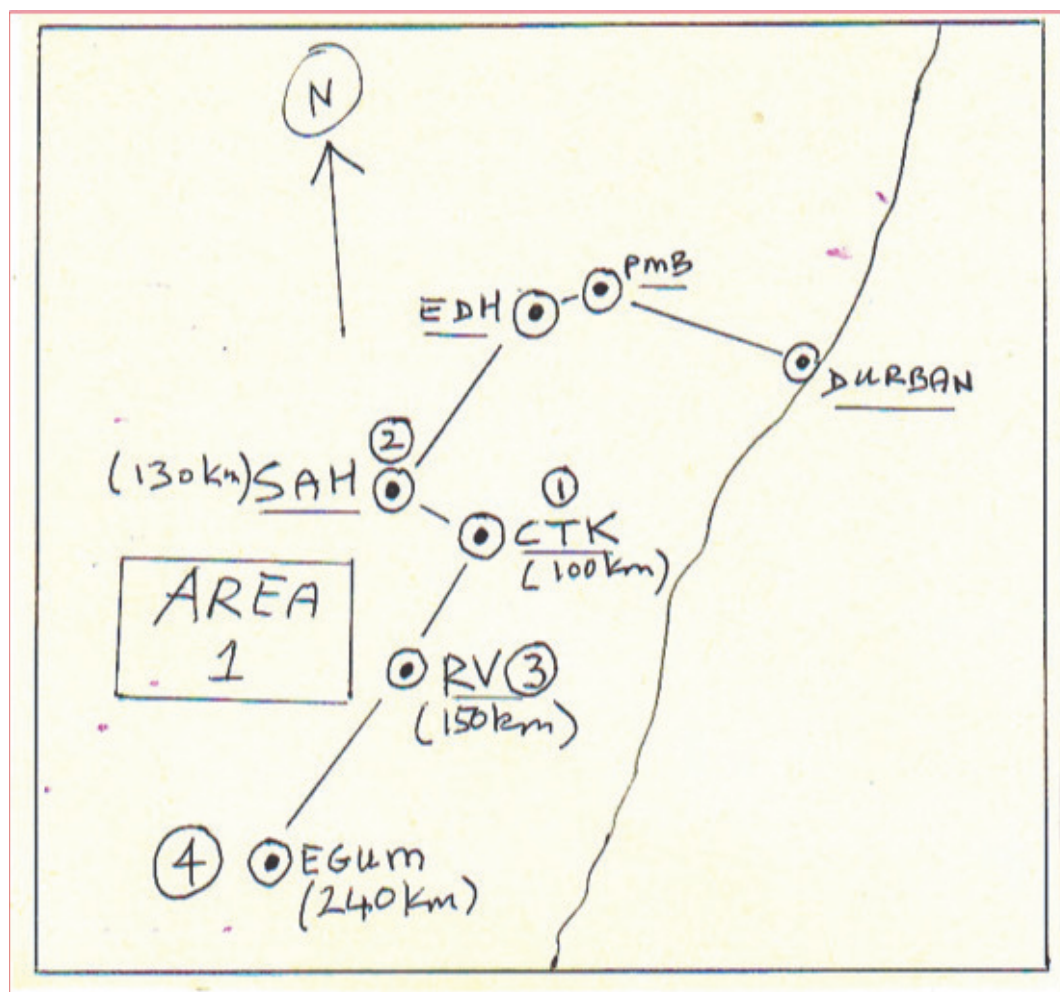 N
PMB
EDH
DURBAN
2
(130km) SAH
1
CTK
(100km)
AREA
1
RV 3
(150km)
4 EGUM
(240km)